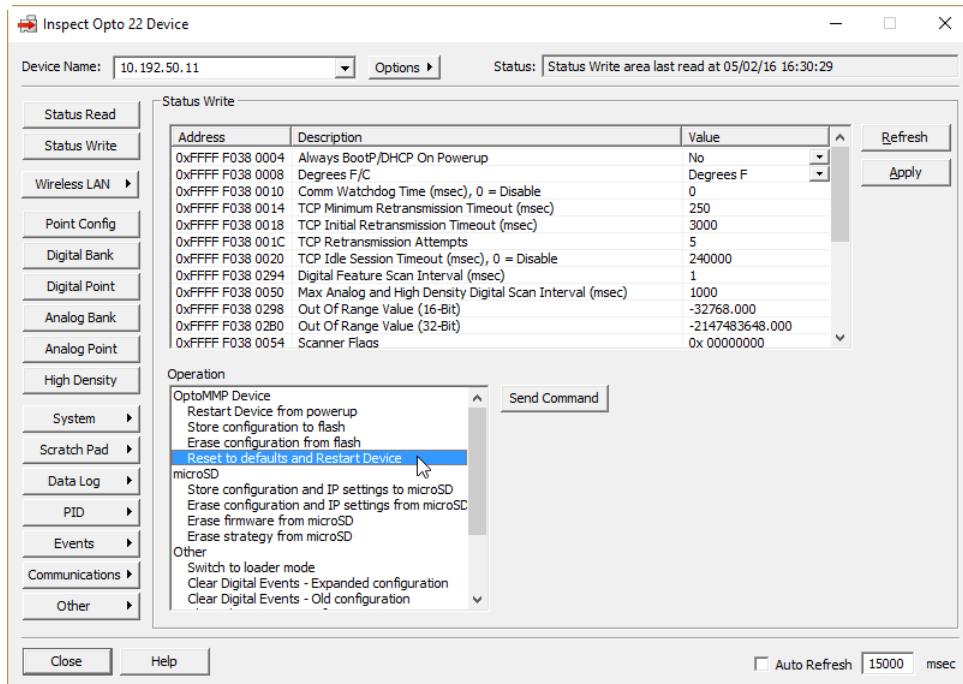 Inspect Opto 22 Device
Device Name: 10.192.50.11 Options Status: Status Write area last read at 05/02/16 16:30:29
Status Read
Status Write
Wireless LAN
Point Config
Digital Bank
Digital Point
Analog Bank
Analog Point
High Density
System
Scratch Pad
Data Log
PID
Events
Communications
Other
Status Write
Address Description Value
0xFFFF F038 0004 Always BootP/DHCP On Powerup No
0xFFFF F038 0008 Degrees F/C Degrees F
0xFFFF F038 0010 Comm Watchdog Time (msec), 0 = Disable 0
0xFFFF F038 0014 TCP Minimum Retransmission Timeout (msec) 250
0xFFFF F038 0018 TCP Initial Retransmission Timeout (msec) 3000
0xFFFF F038 001C TCP Retransmission Attempts 5
0xFFFF F038 0020 TCP Idle Session Timeout (msec), 0 = Disable 240000
0xFFFF F038 0294 Digital Feature Scan Interval (msec) 1
0xFFFF F038 0050 Max Analog and High Density Digital Scan Interval (msec) 1000
0xFFFF F038 0298 Out Of Range Value (16-Bit) -32768.000
0xFFFF F038 02B0 Out Of Range Value (32-Bit) -2147483648.000
0xFFFF F038 0054 Scanner Flags 0x 00000000
Refresh
Apply
Operation
OptoMMP Device
Restart Device from powerup
Store configuration to flash
Erase configuration from flash
Reset to defaults and Restart Device
microSD
Store configuration and IP settings to microSD
Erase configuration and IP settings from microSD
Erase firmware from microSD
Erase strategy from microSD
Other
Switch to loader mode
Clear Digital Events - Expanded configuration
Clear Digital Events - Old configuration
Send Command
Close Help Auto Refresh 15000 msec